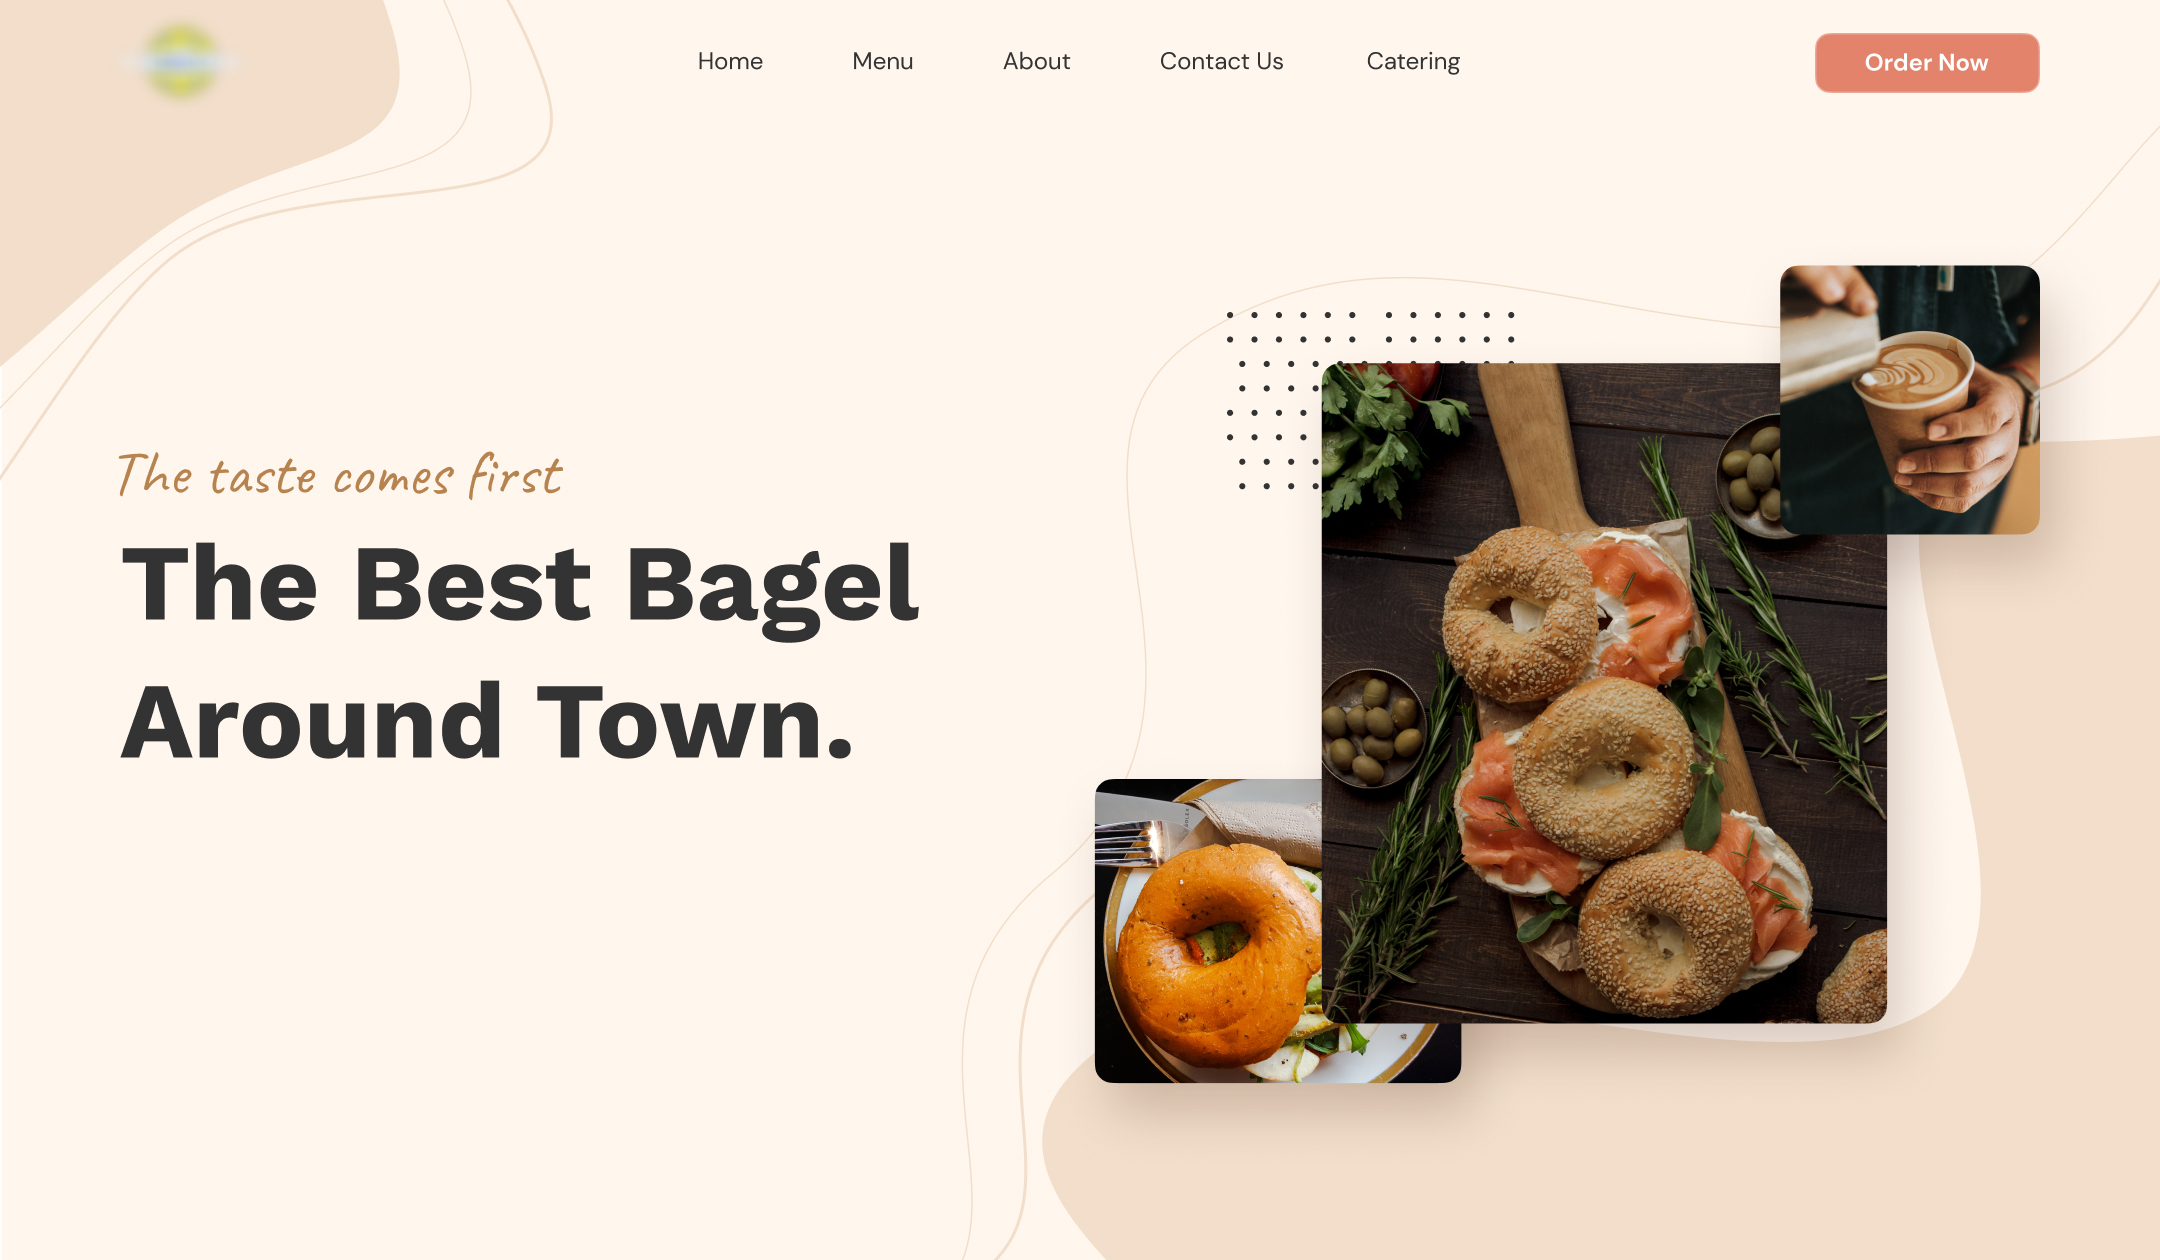 Home Menu About Contact Us Catering Order Now
The taste comes first
The Best Bagel
Around Town.